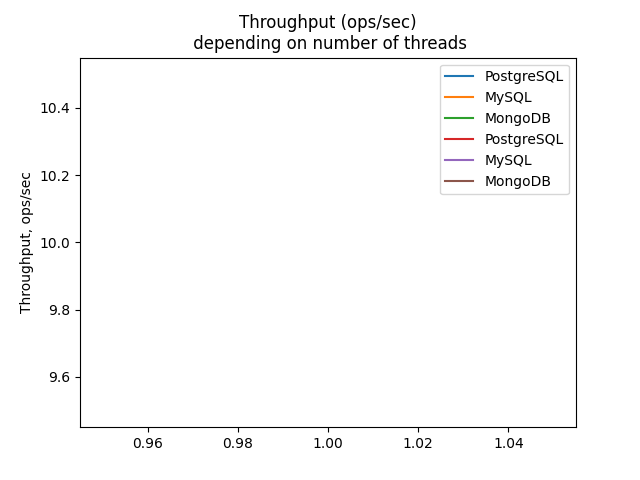 Throughput (ops/sec)
depending on number of threads
PostgreSQL
MySQL
MongoDB
PostgreSQL
MySQL
MongoDB
Throughput, ops/sec
10.4
10.2
10.0
9.8
9.6
0.96 0.98 1.00 1.02 1.04